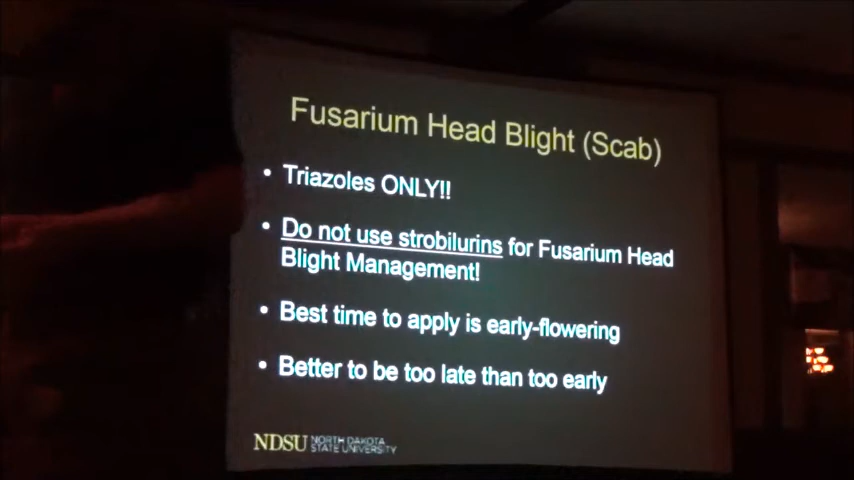 Fusarium Head Blight (Scab)
• Triazoles ONLY!!
• Do not use strobilurins for Fusarium Head
Blight Management!
• Best time to apply is early-flowering
• Better to be too late than too early
NDSU NORTH DAKOTA
STATE UNIVERSITY